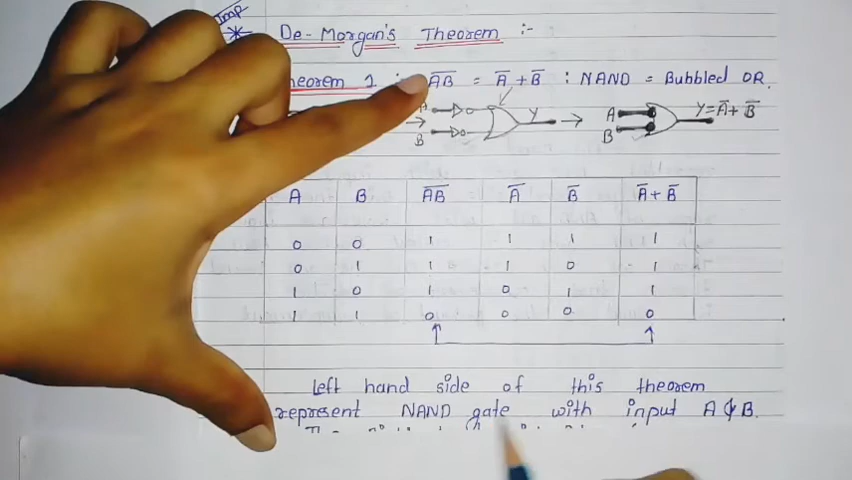 Imp
* De-Morgan's Theorem :-
heorem 1 : A̅B̅ = A̅ + B̅ : NAND = Bubbled OR.
A Y → A Y = A̅ + B̅
B B
A B A̅B̅ A̅ B̅ A̅ + B̅
0 0 1 1 1 1
0 1 1 1 0 1
1 0 1 0 1 1
1 1 0 0 0 0
Left hand side of this theorem
represent NAND gate with input A & B.